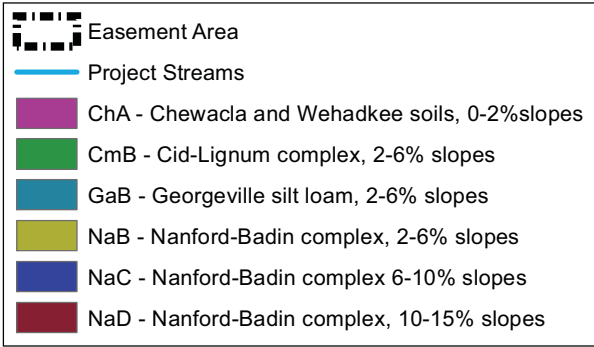 Easement Area
Project Streams
ChA - Chewacla and Wehadkee soils, 0-2%slopes
CmB - Cid-Lignum complex, 2-6% slopes
GaB - Georgeville silt loam, 2-6% slopes
NaB - Nanford-Badin complex, 2-6% slopes
NaC - Nanford-Badin complex 6-10% slopes
NaD - Nanford-Badin complex, 10-15% slopes